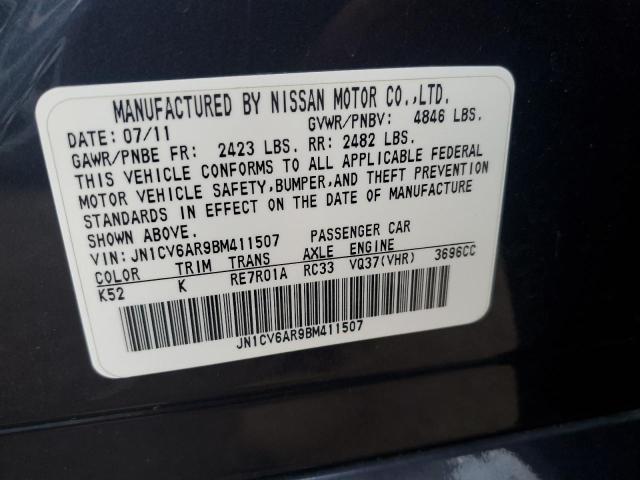 MANUFACTURED BY NISSAN MOTOR CO.,LTD.
DATE: 07/11 GVWR/PNBV: 4846 LBS.
GAWR/PNBE FR: 2423 LBS. RR: 2482 LBS.
THIS VEHICLE CONFORMS TO ALL APPLICABLE FEDERAL
MOTOR VEHICLE SAFETY,BUMPER,AND THEFT PREVENTION
STANDARDS IN EFFECT ON THE DATE OF MANUFACTURE
SHOWN ABOVE.
VIN: JN1CV6AR9BM411507 PASSENGER CAR
COLOR TRIM TRANS AXLE ENGINE
K52 K RE7R01A RC33 VQ37(VHR) 3696CC
JN1CV6AR9BM411507